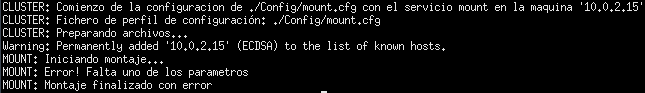 CLUSTER: Comienzo de la configuracion de ./Config/mount.cfg con el servicio mount en la maquina '10.0.2.15'
CLUSTER: Fichero de perfil de configuración: ./Config/mount.cfg
CLUSTER: Preparando archivos...
Warning: Permanently added '10.0.2.15' (ECDSA) to the list of known hosts.
MOUNT: Iniciando montaje...
MOUNT: Error! Falta uno de los parametros
MOUNT: Montaje finalizado con error